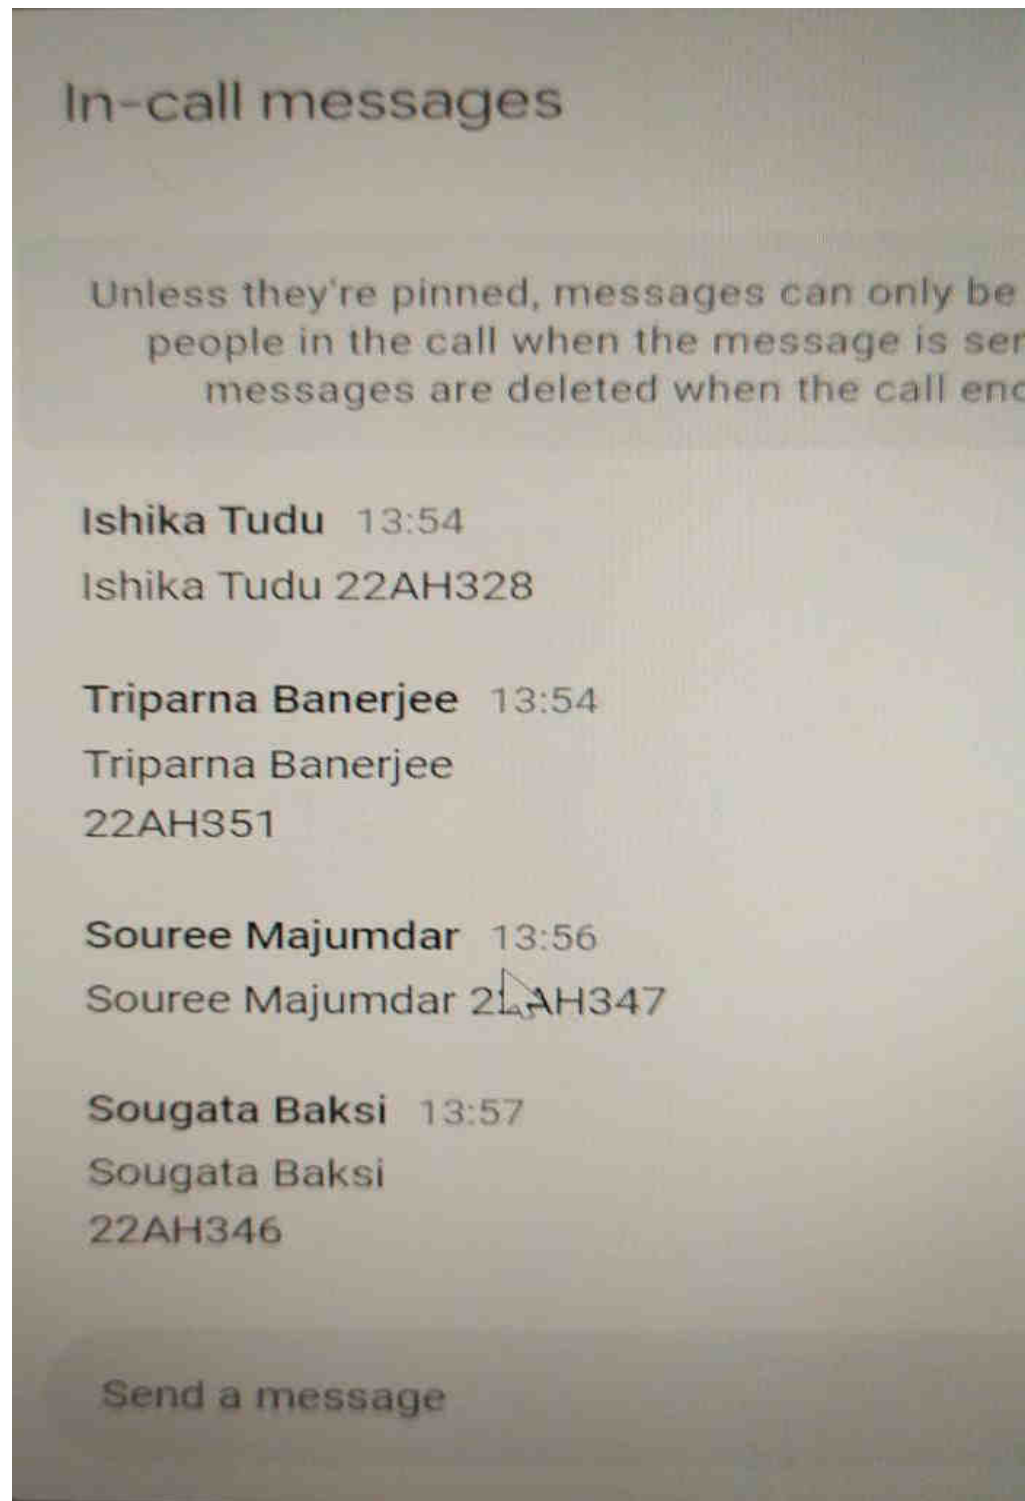 In-call messages
Unless they're pinned, messages can only be
people in the call when the message is
messages are deleted when the call
Ishika Tudu 13:54
Ishika Tudu 22AH328
Triparna Banerjee 13:54
Triparna Banerjee
22AH351
Souree Majumdar 13:56
Souree Majumdar
Sougata Baksi 13:57
Sougata Baksi
22AH346
Send a message